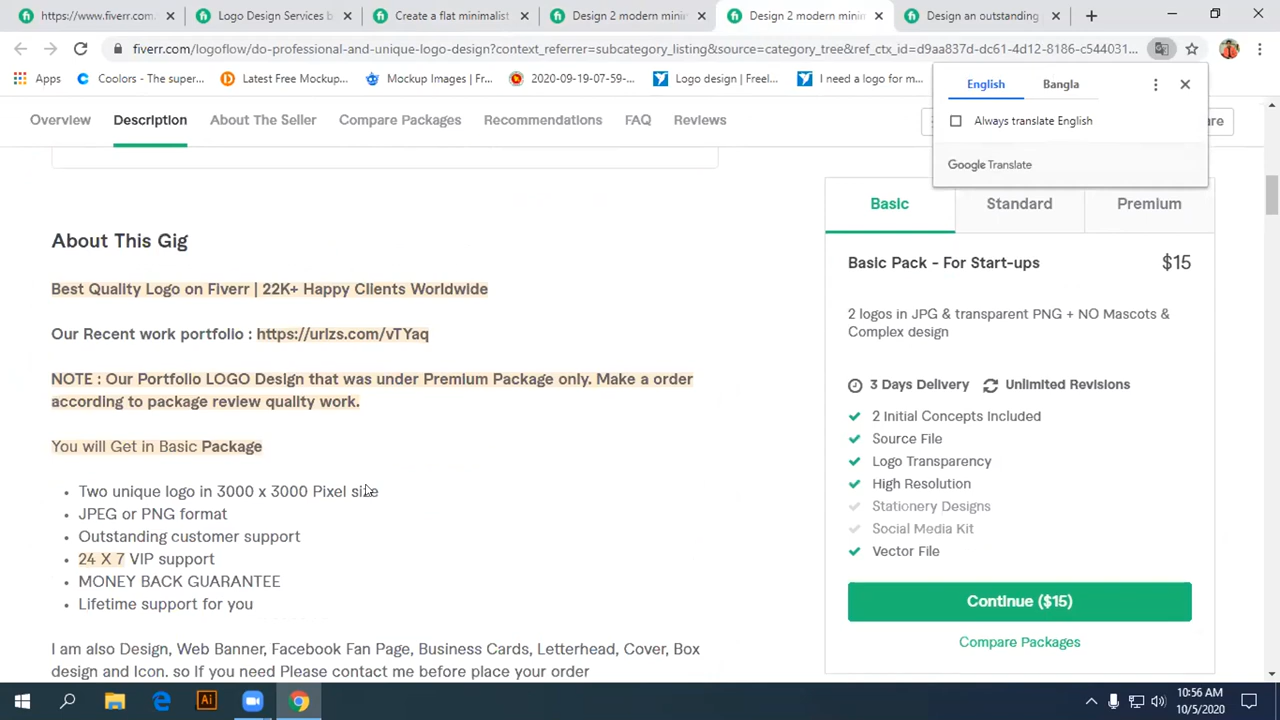 https://www.fiverr.com/
Logo Design Services b
Create a flat minimalist
Design 2 modern minim
Design 2 modern minim
Design an outstanding
fiverr.com/logoflow/do-professional-and-unique-logo-design?context_referrer=subcategory_listing&source=category_tree&ref_ctx_id=d9aa837d-dc61-4d12-8186-c544031...
Apps
Coolors - The super...
Latest Free Mockup...
Mockup Images | Fr...
2020-09-19-07-59-...
Logo design | Freel...
I need a logo for m...
English
Bangla
Always translate English
Google Translate
Overview
Description
About The Seller
Compare Packages
Recommendations
FAQ
Reviews
are
About This Gig
Best Quality Logo on Fiverr | 22K+ Happy Clients Worldwide
Our Recent work portfolio : https://urlzs.com/vTYaq
NOTE : Our Portfolio LOGO Design that was under Premium Package only. Make a order
according to package review quality work.
You will Get in Basic Package
Two unique logo in 3000 x 3000 Pixel size
JPEG or PNG format
Outstanding customer support
24 X 7 VIP support
MONEY BACK GUARANTEE
Lifetime support for you
I am also Design, Web Banner, Facebook Fan Page, Business Cards, Letterhead, Cover, Box
design and Icon. so If you need Please contact me before place your order
Basic
Standard
Premium
Basic Pack - For Start-ups
$15
2 logos in JPG & transparent PNG + NO Mascots &
Complex design
3 Days Delivery
Unlimited Revisions
2 Initial Concepts Included
Source File
Logo Transparency
High Resolution
Stationery Designs
Social Media Kit
Vector File
Continue ($15)
Compare Packages
Ai
10:56 AM
10/5/2020